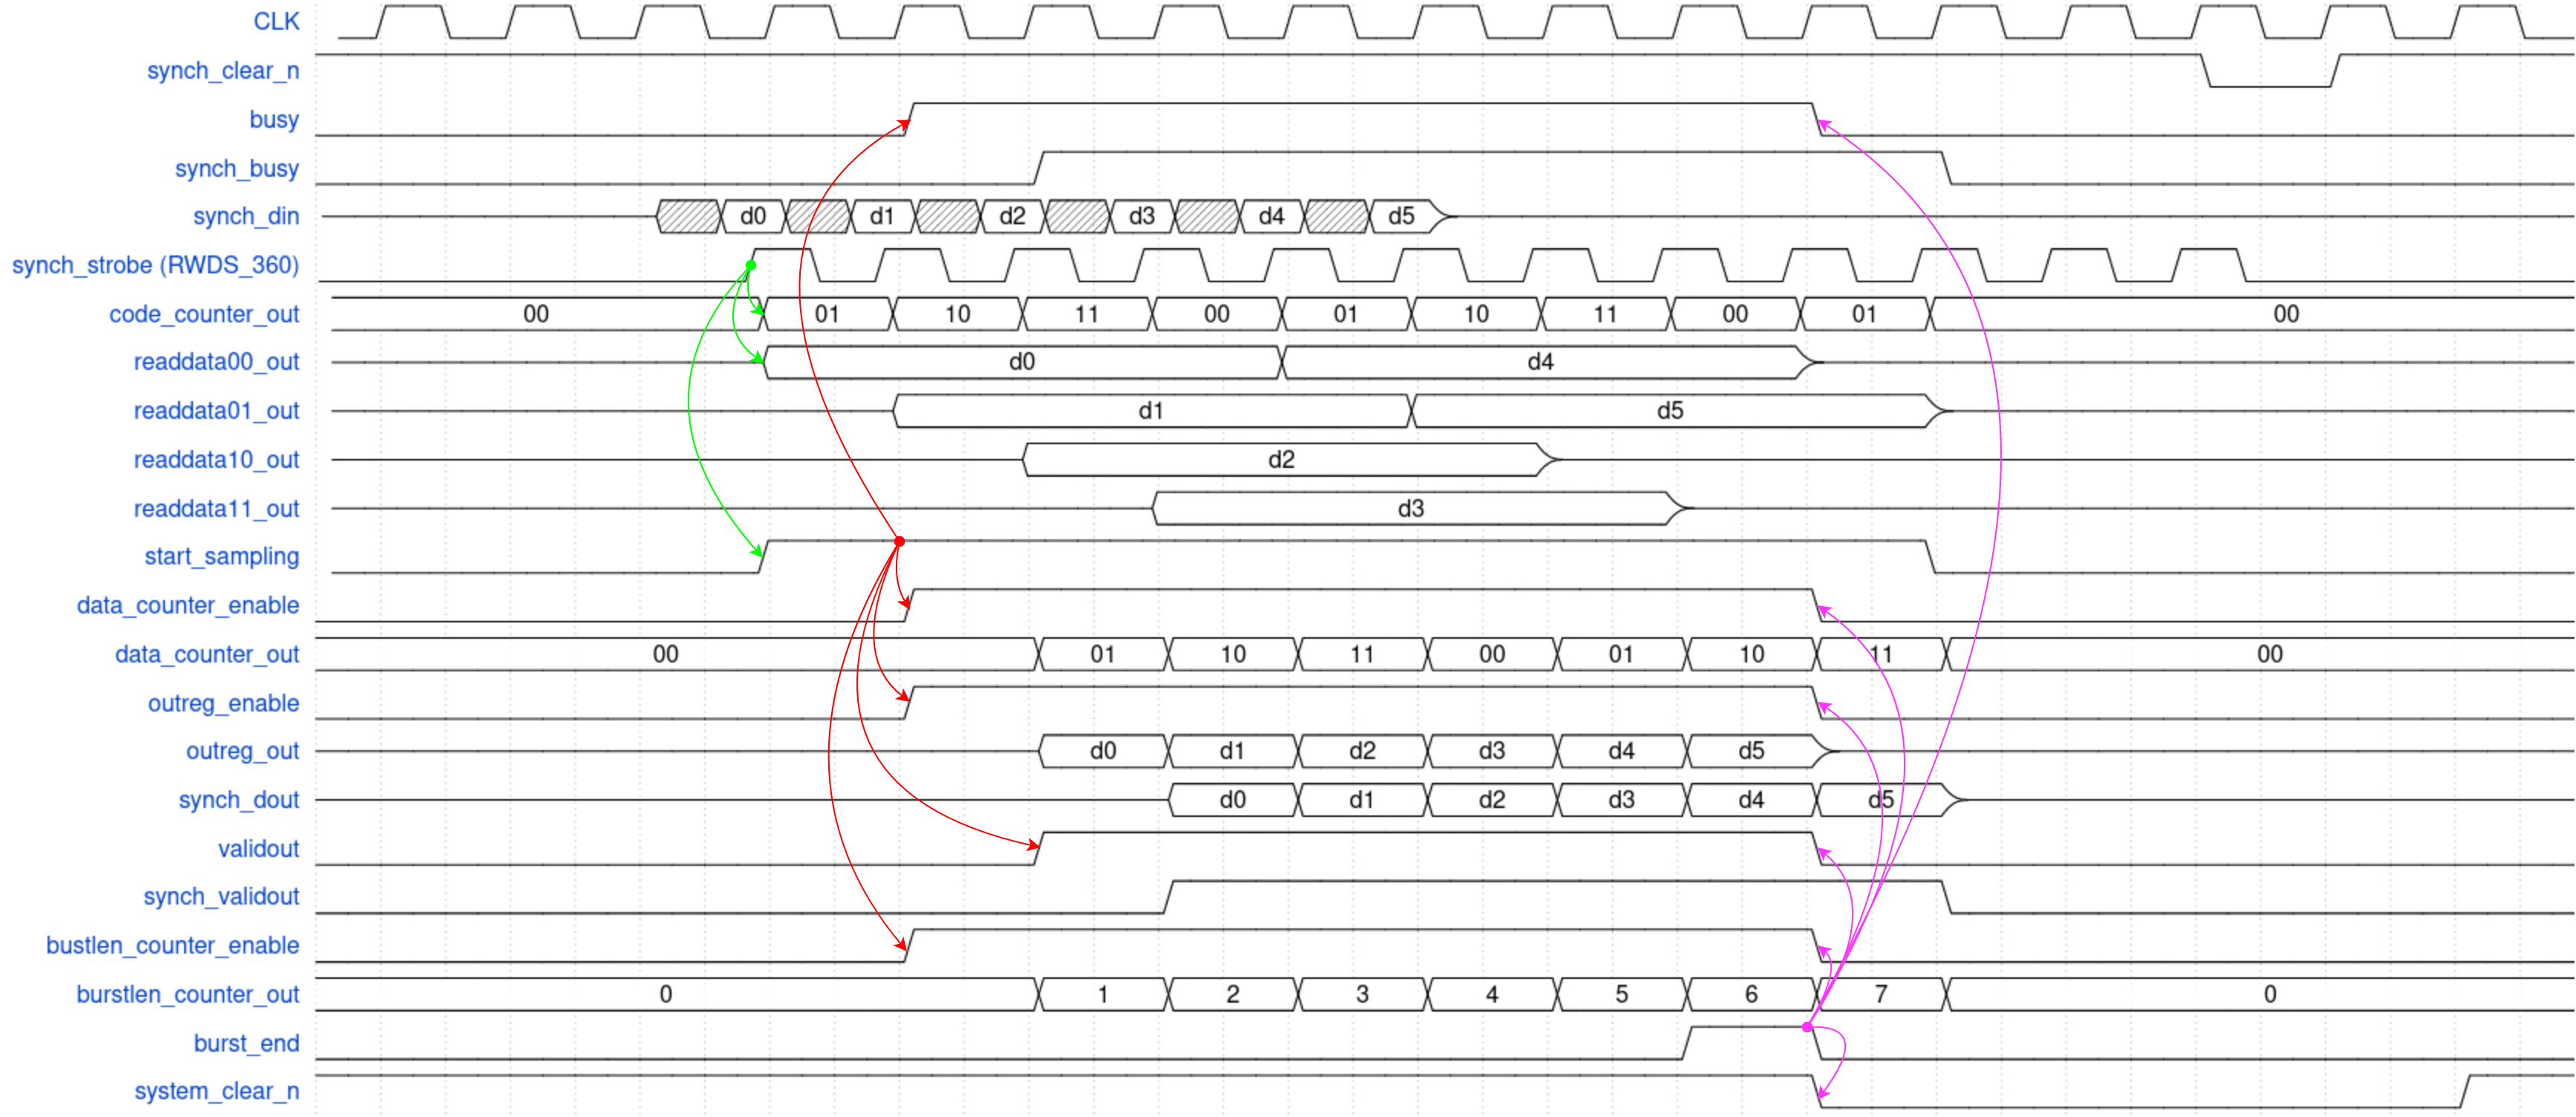 CLK
synch_clear_n
busy
synch_busy
synch_din d0 d1 d2 d3 d4 d5
synch_strobe (RWDS_360)
code_counter_out 00 01 10 11 00 01 10 11 00 01 00
readdata00_out d0 d4
readdata01_out d1 d5
readdata10_out d2
readdata11_out d3
start_sampling
data_counter_enable
data_counter_out 00 01 10 11 00 01 10 11 00
outreg_enable
outreg_out d0 d1 d2 d3 d4 d5
synch_dout d0 d1 d2 d3 d4 d5
validout
synch_validout
bustlen_counter_enable
burstlen_counter_out 0 1 2 3 4 5 6 7 0
burst_end
system_clear_n